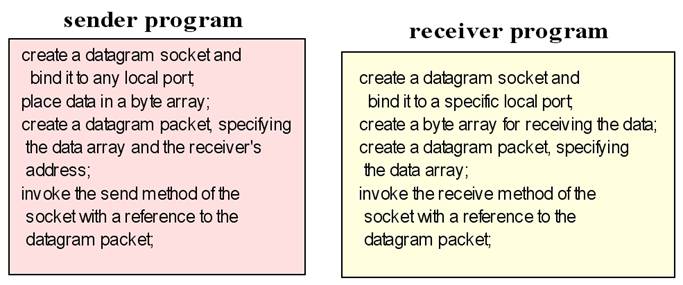 sender program
create a datagram socket and
bind it to any local port;
place data in a byte array;
create a datagram packet, specifying
the data array and the receiver's
address;
invoke the send method of the
socket with a reference to the
datagram packet;
receiver program
create a datagram socket and
bind it to a specific local port;
create a byte array for receiving the data;
create a datagram packet, specifying
the data array;
invoke the receive method of the
socket with a reference to the
datagram packet;